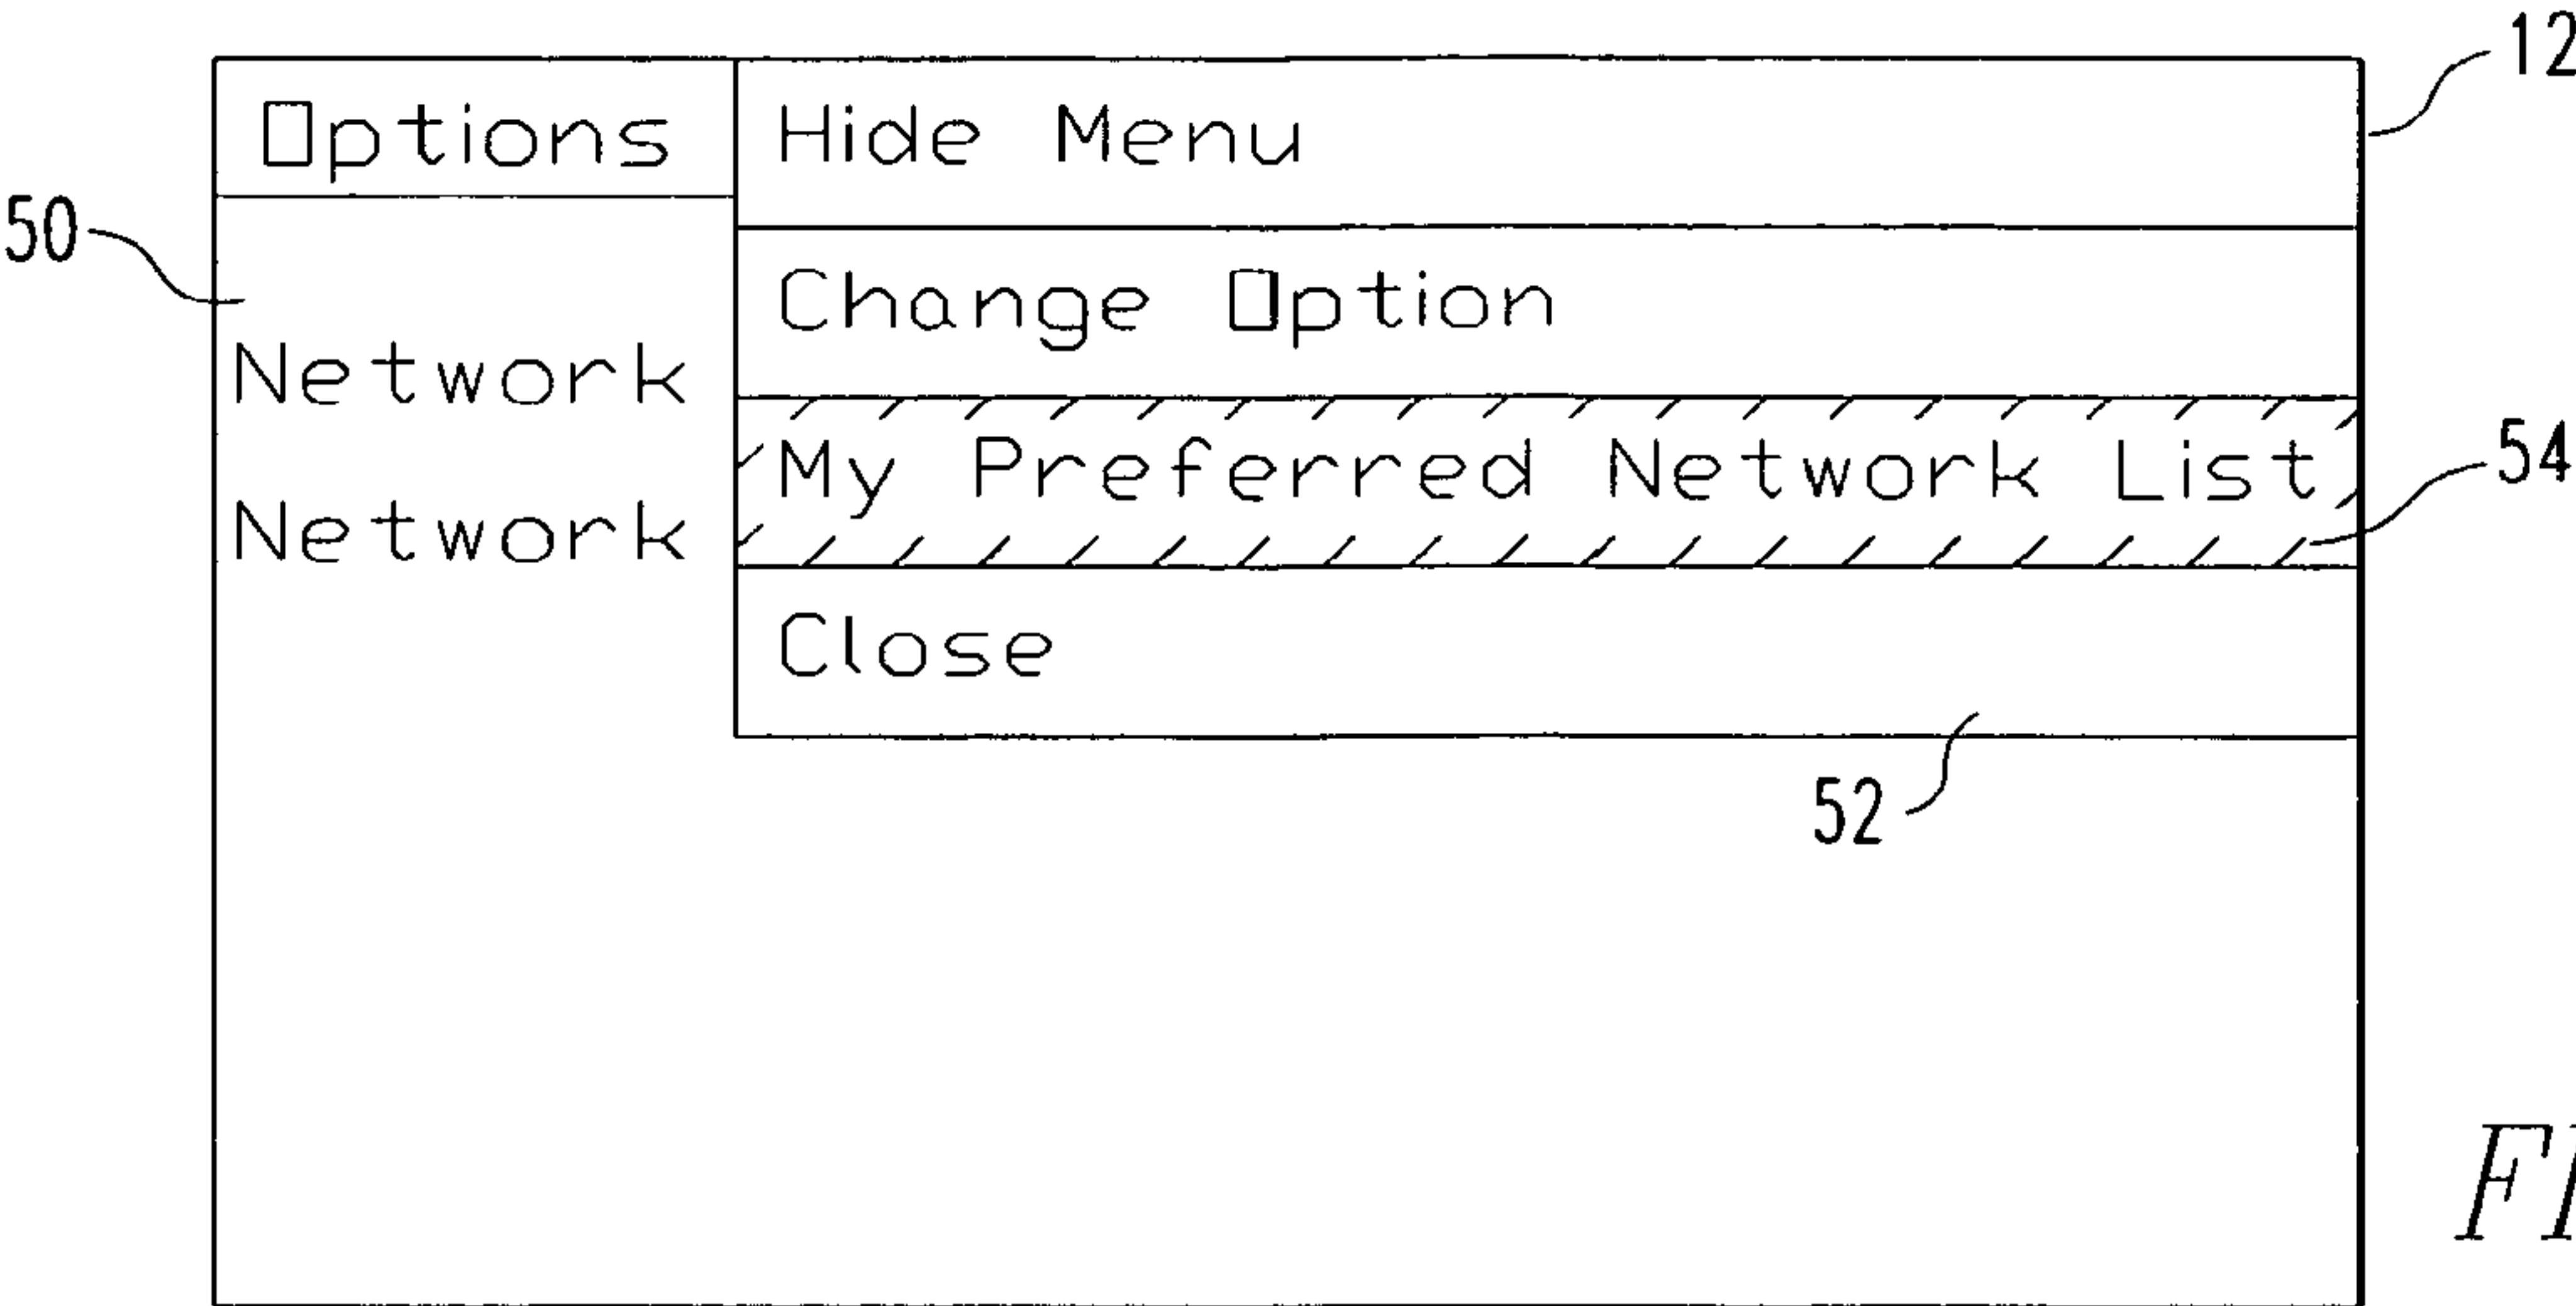 12
Options
Hide Menu
50
Change Option
Network
My Preferred Network List
54
Network
Close
52